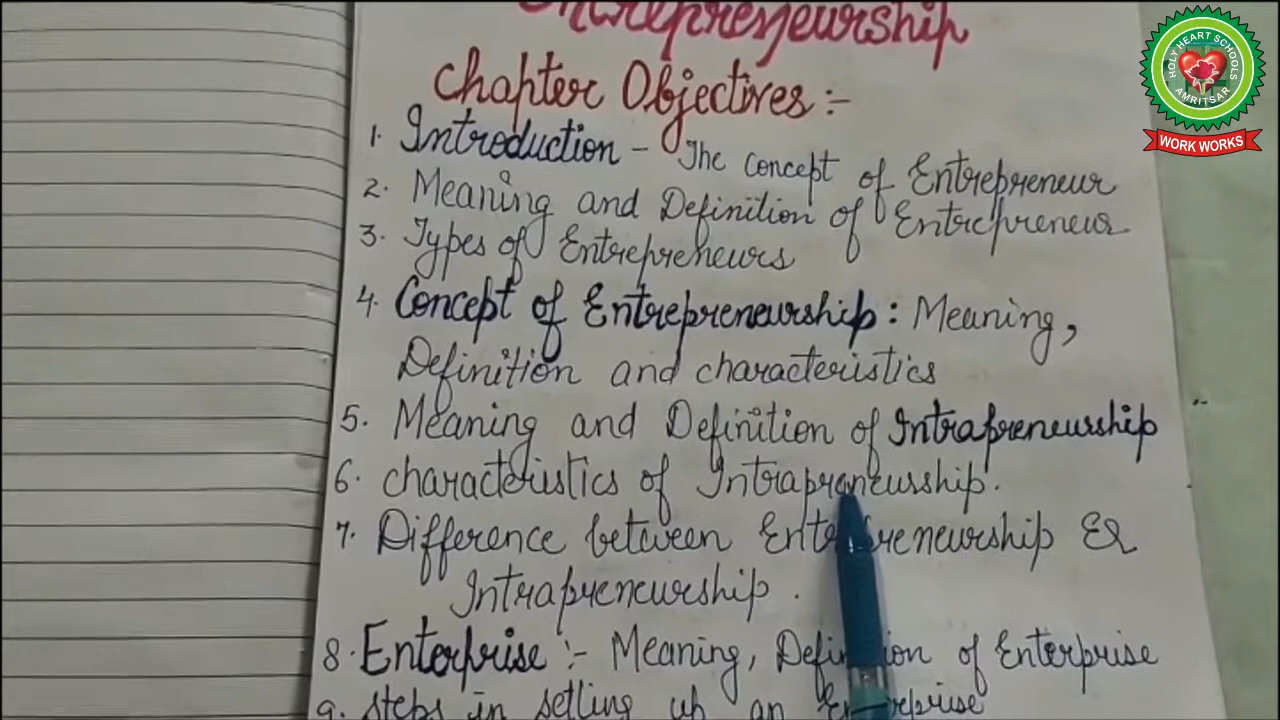 Entrepreneurship
Chapter Objectives :-
1. Introduction - The Concept of Entrepreneur
2. Meaning and Definition of Entrepreneur
3. Types of Entrepreneurs
4. Concept of Entrepreneurship : Meaning,
Definition and characteristics
5. Meaning and Definition of Intrapreneurship
6. characteristics of Intrapreneurship.
7. Difference between Entrepreneurship &
Intrapreneurship.
8. Enterprise :- Meaning, Definition of Enterprise
9. steps in setting up an Enterprise
HOLY HEART SCHOOLS
AMRITSAR
WORK WORKS